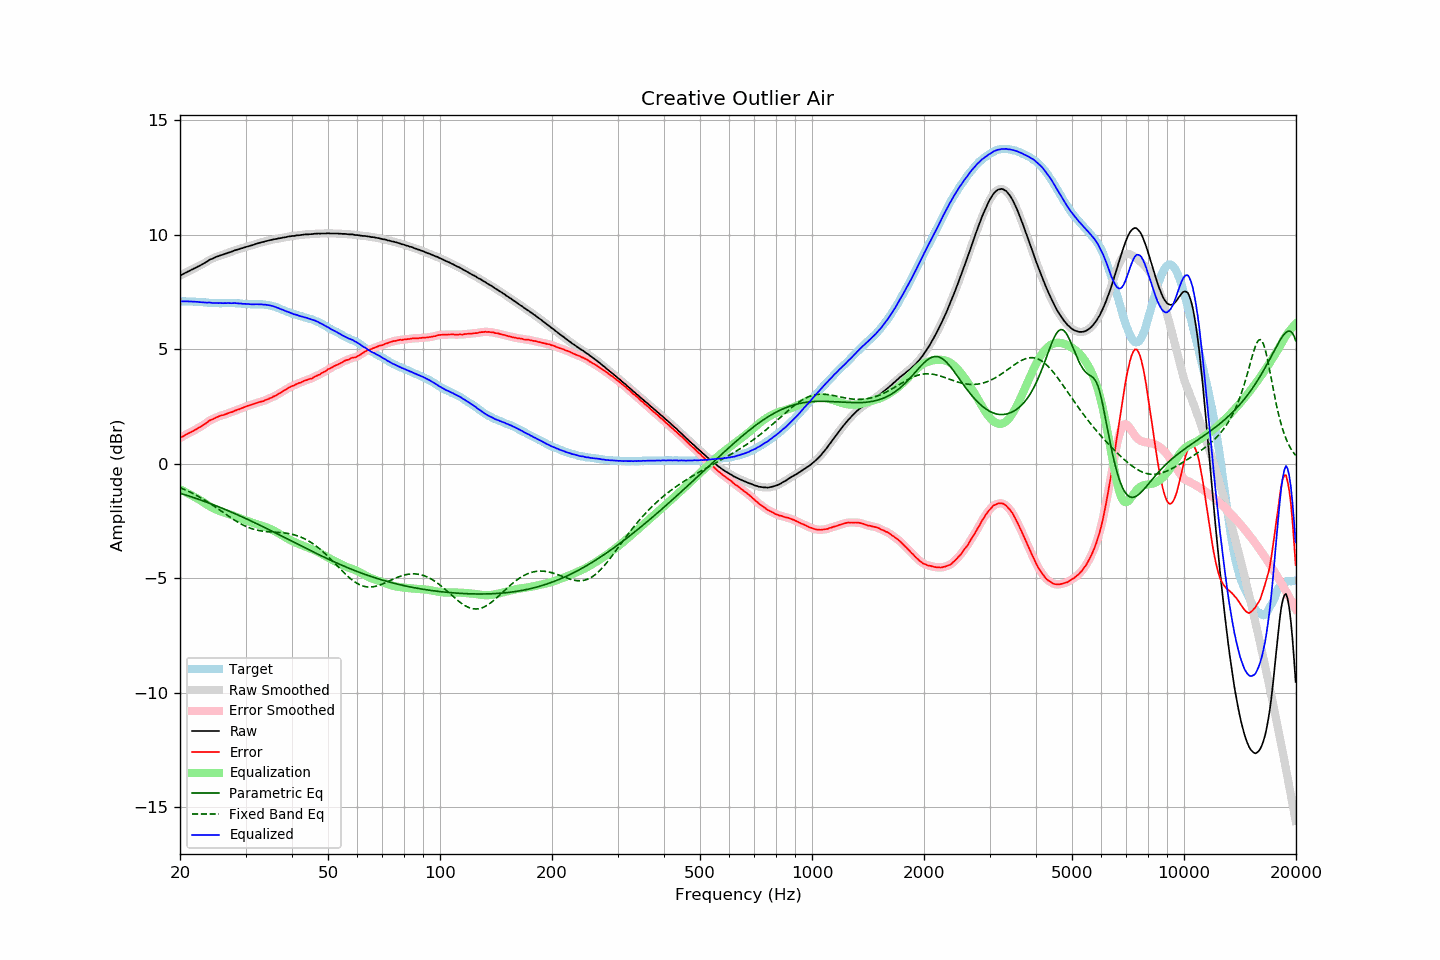 Creative Outlier Air
15
10
5
0
−5
−10
−15
Amplitude (dBr)
Target
Raw Smoothed
Error Smoothed
Raw
Error
Equalization
Parametric Eq
Fixed Band Eq
Equalized
20 50 100 200 500 1000 2000 5000 10000 20000
Frequency (Hz)